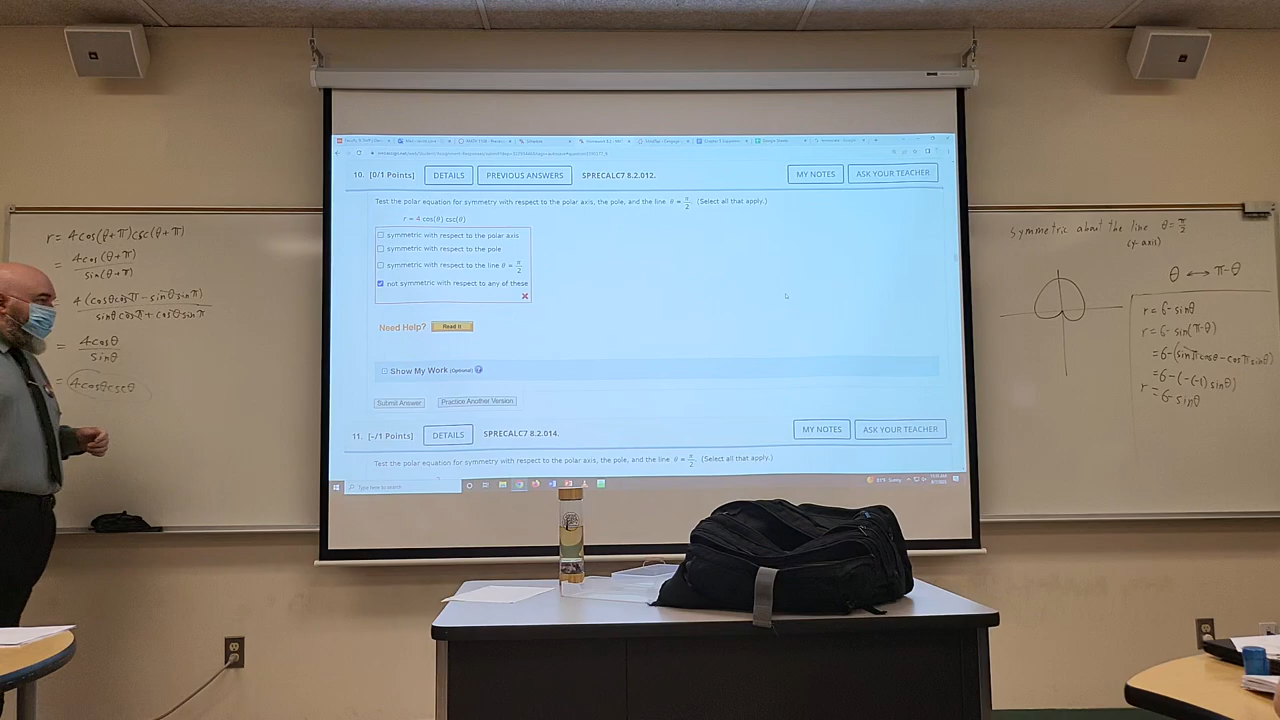 10. [0/1 Points]
DETAILS
PREVIOUS ANSWERS
SPRECALC7 8.2.012.
MY NOTES
ASK YOUR TEACHER
Test the polar equation for symmetry with respect to the polar axis, the pole, and the line θ = π/2. (Select all that apply.)
r = 4 cos(θ) csc(θ)
symmetric with respect to the polar axis
symmetric with respect to the pole
symmetric with respect to the line θ = π/2
not symmetric with respect to any of these
Need Help?
Read It
Show My Work (Optional)
Submit Answer
Practice Another Version
11. [-/1 Points]
DETAILS
SPRECALC7 8.2.014.
MY NOTES
ASK YOUR TEACHER
Test the polar equation for symmetry with respect to the polar axis, the pole, and the line θ = π/2. (Select all that apply.)
Type here to search
r = 4cos(θ+π)csc(θ+π)
= 4cos(θ+π)
sin(θ+π)
4(cosθcosπ - sinθsinπ)
sinθcosπ + cosθsinπ
= 4cosθ
sinθ
= 4cosθcscθ
Symmetric about the line θ = π/2
(y axis)
θ ↔ π-θ
r = 6-sinθ
r = 6-sin(π-θ)
= 6-(sinπcosθ - cosπsinθ)
= 6-(-(-1)sinθ)
r = 6-sinθ